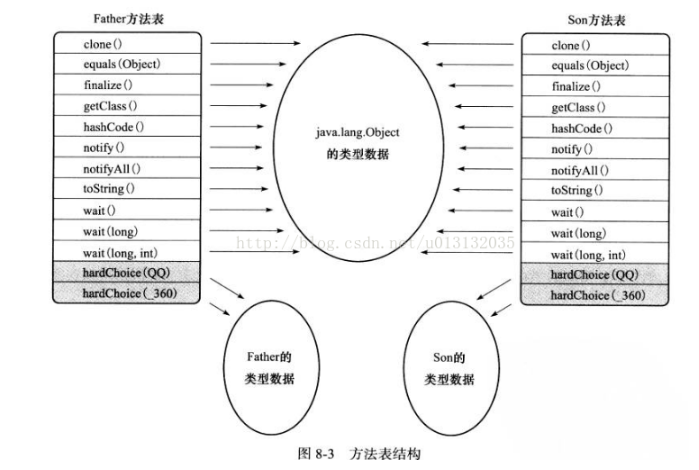 Father方法表
clone()
equals(Object)
finalize()
getClass()
hashCode()
notify()
notifyAll()
toString()
wait()
wait(long)
wait(long, int)
hardChoice(QQ)
hardChoice(_360)
java.lang.Object
的类型数据
Son方法表
clone()
equals(Object)
finalize()
getClass()
hashCode()
notify()
notifyAll()
toString()
wait()
wait(long)
wait(long, int)
hardChoice(QQ)
hardChoice(_360)
http://blog.csdn.net/u013132035
Father的
类型数据
Son的
类型数据
图 8-3 方法表结构